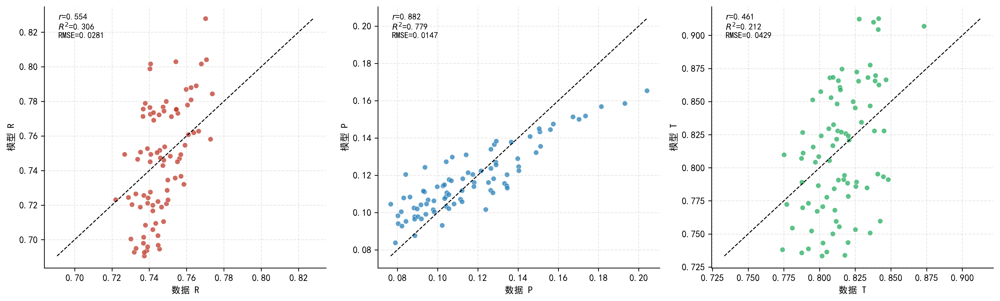 r=0.554
R²=0.306
RMSE=0.0281
0.82
0.80
0.78
0.76
0.74
0.72
0.70
模型 R
0.70 0.72 0.74 0.76 0.78 0.80 0.82
数据 R
r=0.882
R²=0.779
RMSE=0.0147
0.20
0.18
0.16
0.14
0.12
0.10
0.08
模型 P
0.08 0.10 0.12 0.14 0.16 0.18 0.20
数据 P
r=0.461
R²=0.212
RMSE=0.0429
0.900
0.875
0.850
0.825
0.800
0.775
0.750
0.725
模型 T
0.725 0.750 0.775 0.800 0.825 0.850 0.875 0.900
数据 T